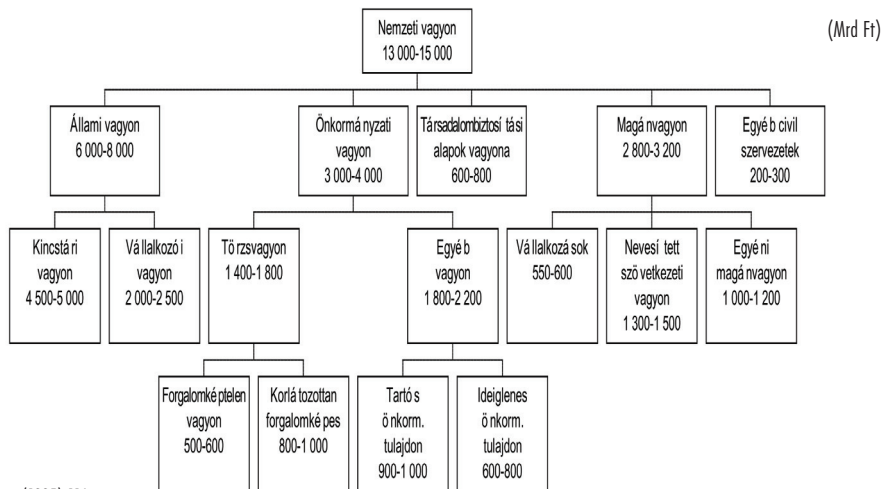 (Mrd Ft)
Nemzeti vagyon
13 000-15 000
Állami vagyon
6 000-8 000
Önkormá nyzati
vagyon
3 000-4 000
Társadalombiztosí tási
alapok vagyona
600-800
Magá nvagyon
2 800-3 200
Egyé b civil
szervezetek
200-300
Kincstá ri
vagyon
4 500-5 000
Vá llalkozó i
vagyon
2 000-2 500
Tö rzsvagyon
1 400-1 800
Egyé b
vagyon
1 800-2 200
Vá llalkozá sok
550-600
Nevesí tett
szö vetkezeti
vagyon
1 300-1 500
Egyé ni
magá nvagyon
1 000-1 200
Forgalomké ptelen
vagyon
500-600
Korlá tozottan
forgalomké pes
800-1 000
Tartó s
ö nkorm.
tulajdon
900-1 000
Ideiglenes
ö nkorm.
tulajdon
600-800